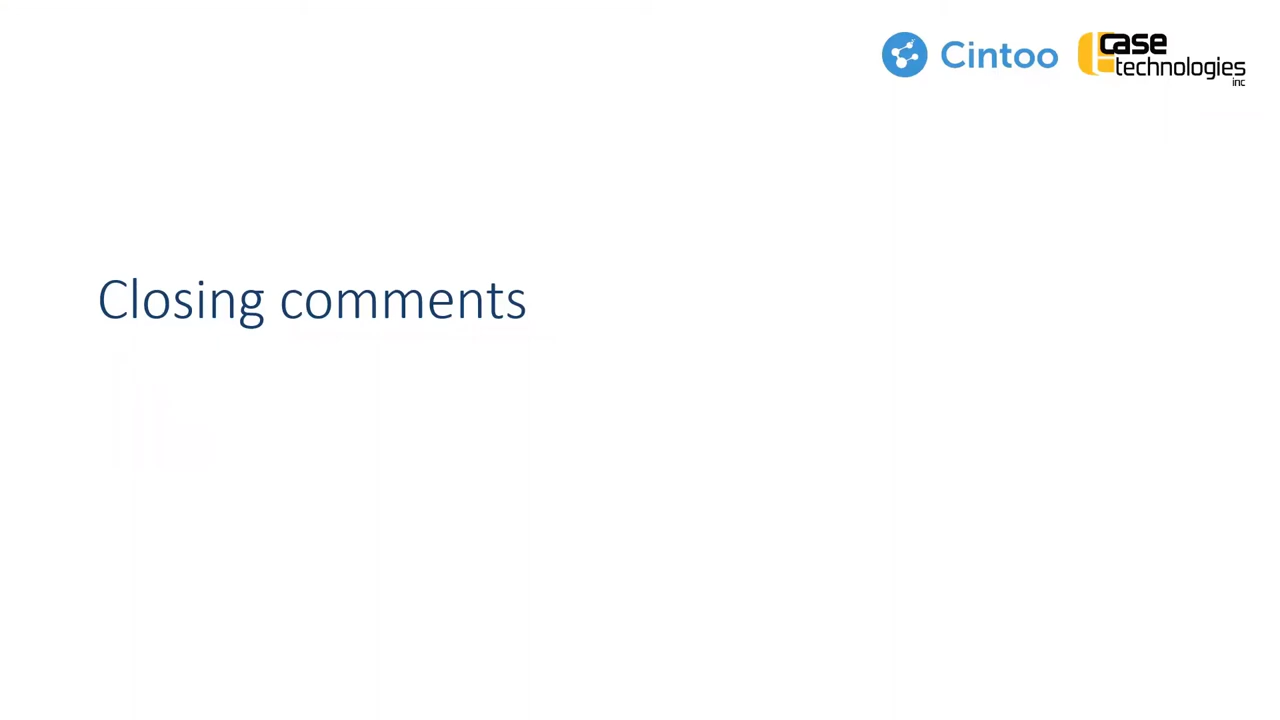 Cintoo
case
technologies
inc
Closing comments